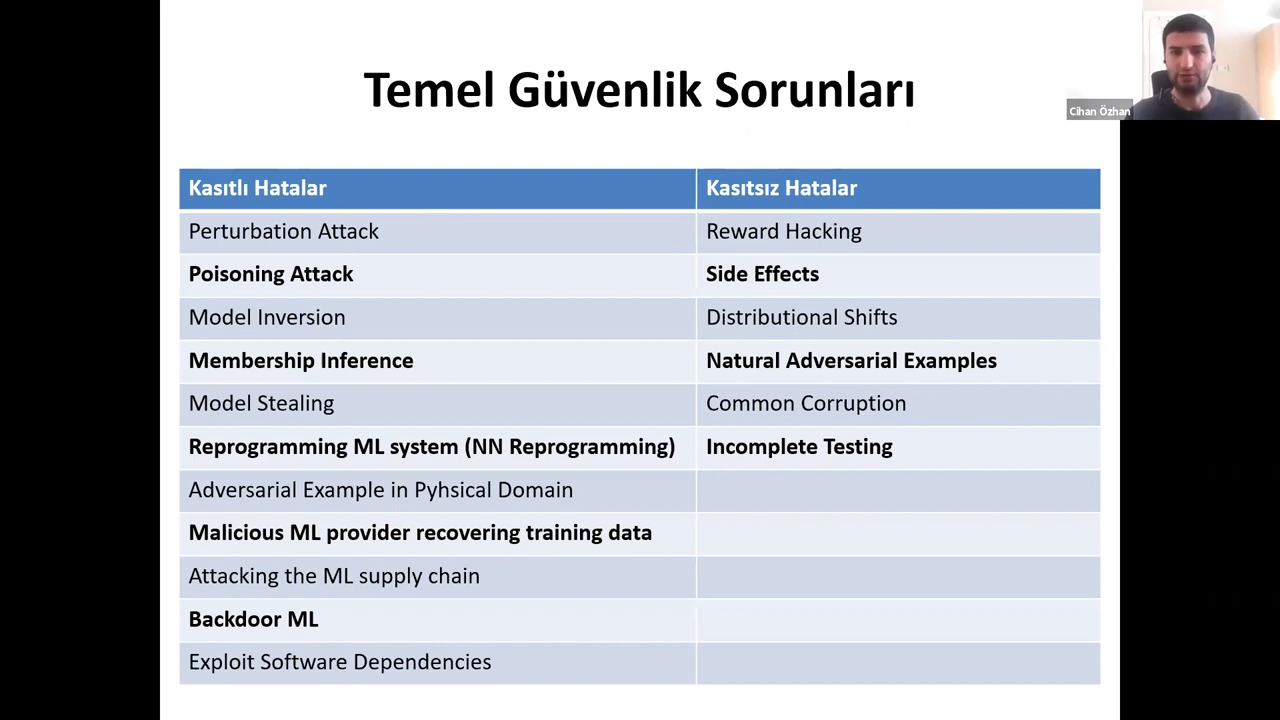 Temel Güvenlik Sorunları
Cihan Özhan
Kasıtlı Hatalar Kasıtsız Hatalar
Perturbation Attack Reward Hacking
Poisoning Attack Side Effects
Model Inversion Distributional Shifts
Membership Inference Natural Adversarial Examples
Model Stealing Common Corruption
Reprogramming ML system (NN Reprogramming) Incomplete Testing
Adversarial Example in Pyhsical Domain
Malicious ML provider recovering training data
Attacking the ML supply chain
Backdoor ML
Exploit Software Dependencies